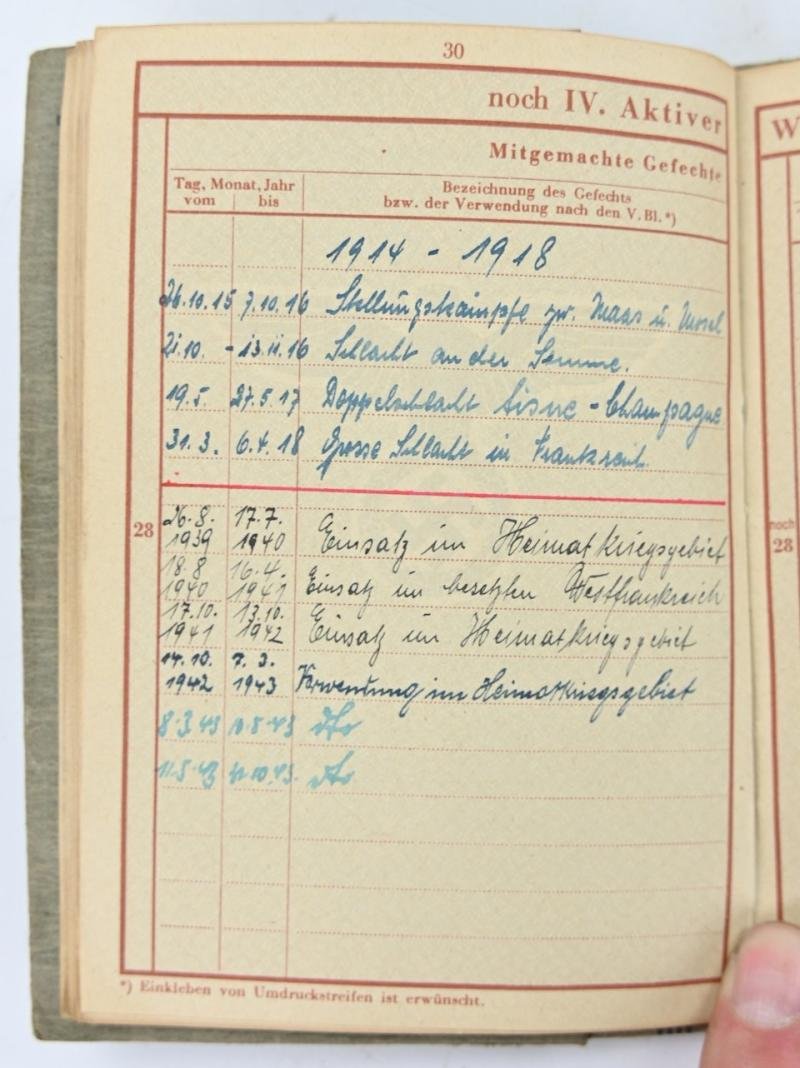 30
noch IV. Aktiver
W
Mitgemachte Gefechte
Tag, Monat, Jahr
vom bis
Bezeichnung des Gefechts
bzw. der Verwendung nach den V. Bl.*)
1914 - 1918
26.10.15 7.10.16 Stellungskämpfe zw. Maas u. Mosel
21.10. - 13.11.16 Schlacht an der Somme.
19.5. 27.5.17 Doppelschlacht Aisne - Champagne
31.3. 6.4.18 Grosse Schlacht in Frankreich.
28
26.8. 17.7.
1939 1940 Einsatz im Heimatkriegsgebiet
18.8 16.4.
1940 1941 Einsatz im besetzten Westfrankreich
17.10. 13.10.
1941 1942 Einsatz im Heimatkriegsgebiet
14.10. 7.3.
1942 1943 Verwendung im Heimatkriegsgebiet
8.3.43 10.5.43 dto
11.5.43 dto
noch
28
*) Einkleben von Umdruckstreifen ist erwünscht.